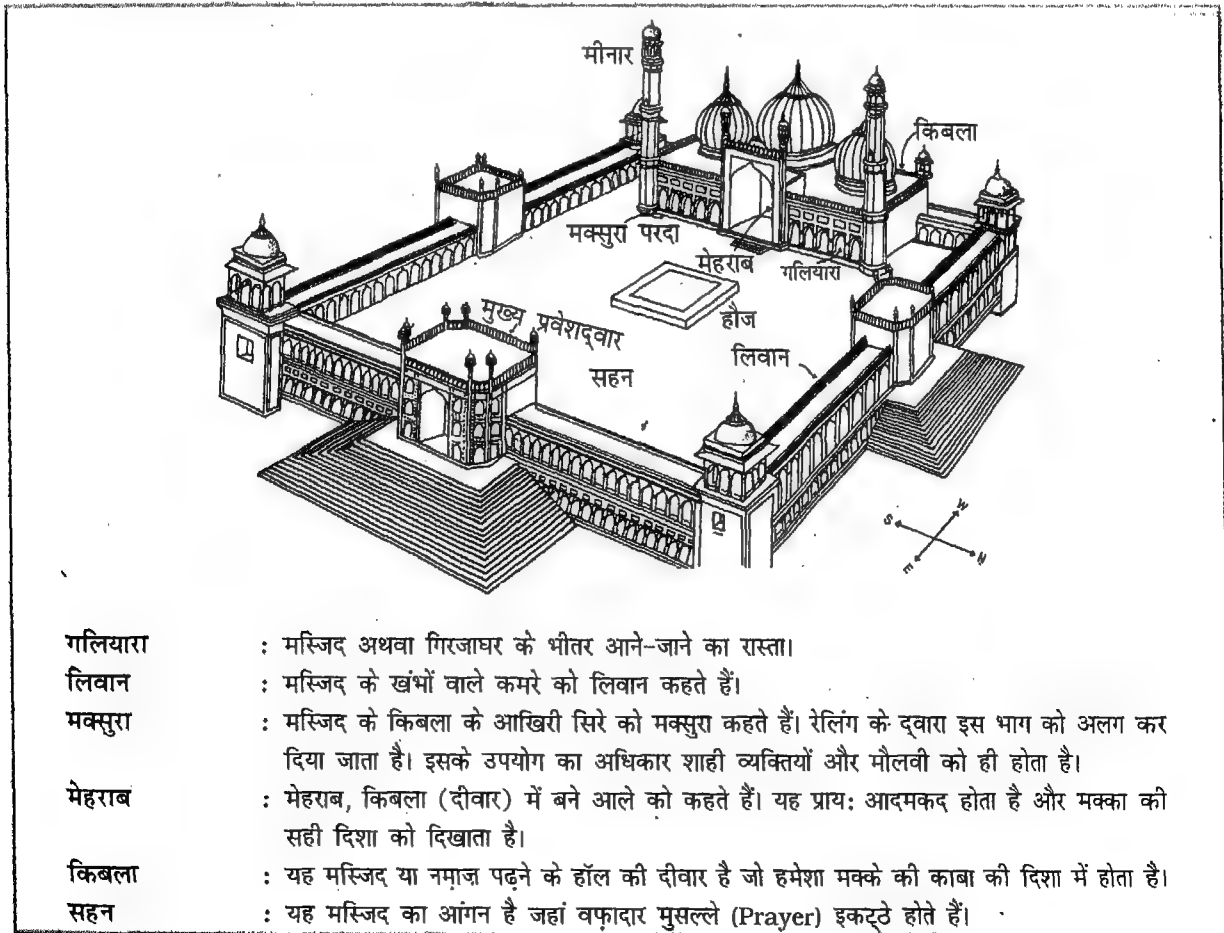 मीनार
किबला
मक्सुरा परदा
मेहराब
गलियारा
हौज
मुख्य प्रवेशद्वार
लिवान
सहन
S W
E N
गलियारा : मस्जिद अथवा गिरजाघर के भीतर आने-जाने का रास्ता।
लिवान : मस्जिद के खंभों वाले कमरे को लिवान कहते हैं।
मक्सुरा : मस्जिद के किबला के आखिरी सिरे को मक्सुरा कहते हैं। रेलिंग के द्वारा इस भाग को अलग कर
दिया जाता है। इसके उपयोग का अधिकार शाही व्यक्तियों और मौलवी को ही होता है।
मेहराब : मेहराब, किबला (दीवार) में बने आले को कहते हैं। यह प्राय: आदमकद होता है और मक्का की
सही दिशा को दिखाता है।
किबला : यह मस्जिद या नमाज़ पढ़ने के हॉल की दीवार है जो हमेशा मक्के की काबा की दिशा में होता है।
सहन : यह मस्जिद का आंगन है जहां वफ़ादार मुसल्ले (Prayer) इकट्ठे होते हैं।